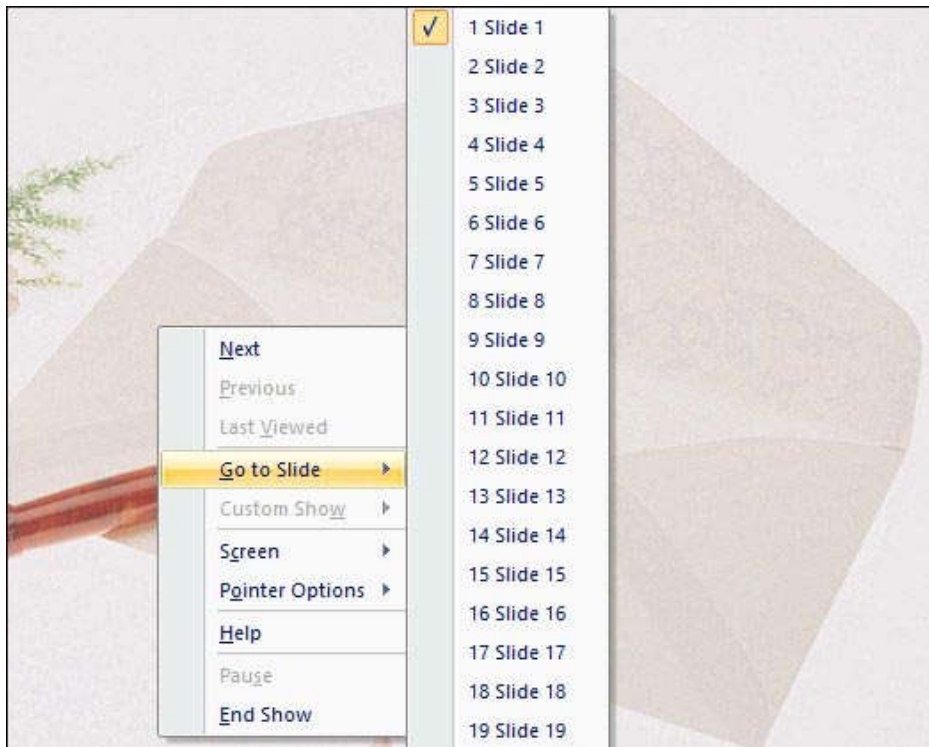 Next
Previous
Last Viewed
Go to Slide
Custom Show
Screen
Pointer Options
Help
Pause
End Show
1 Slide 1
2 Slide 2
3 Slide 3
4 Slide 4
5 Slide 5
6 Slide 6
7 Slide 7
8 Slide 8
9 Slide 9
10 Slide 10
11 Slide 11
12 Slide 12
13 Slide 13
14 Slide 14
15 Slide 15
16 Slide 16
17 Slide 17
18 Slide 18
19 Slide 19